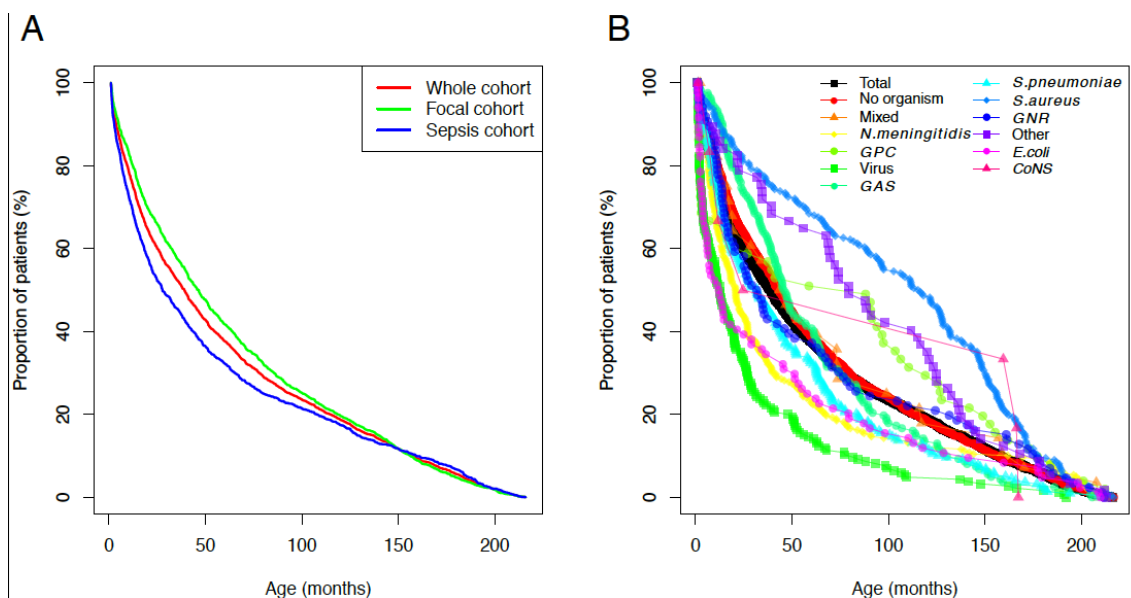 A
B
Whole cohort
Focal cohort
Sepsis cohort
Proportion of patients (%)
100
80
60
40
20
0
0 50 100 150 200
Age (months)
Total
No organism
Mixed
N.meningitidis
GPC
Virus
GAS
S.pneumoniae
S.aureus
GNR
Other
E.coli
CoNS
Proportion of patients (%)
100
80
60
40
20
0
0 50 100 150 200
Age (months)